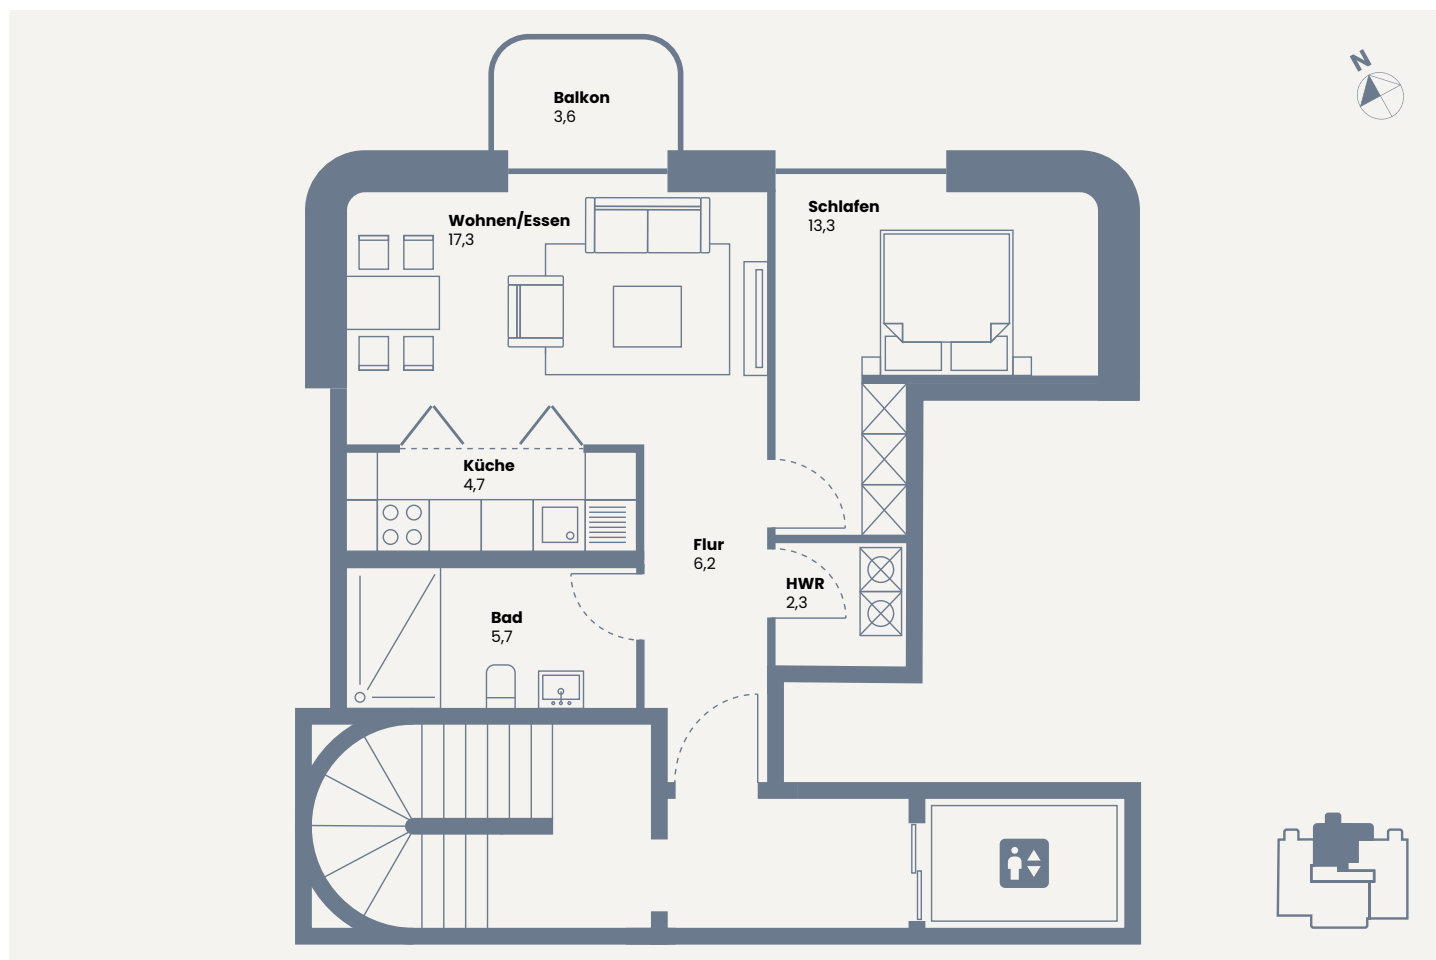 N
Balkon
3,6
Wohnen/Essen
17,3
Schlafen
13,3
Küche
4,7
Flur
6,2
HWR
2,3
Bad
5,7